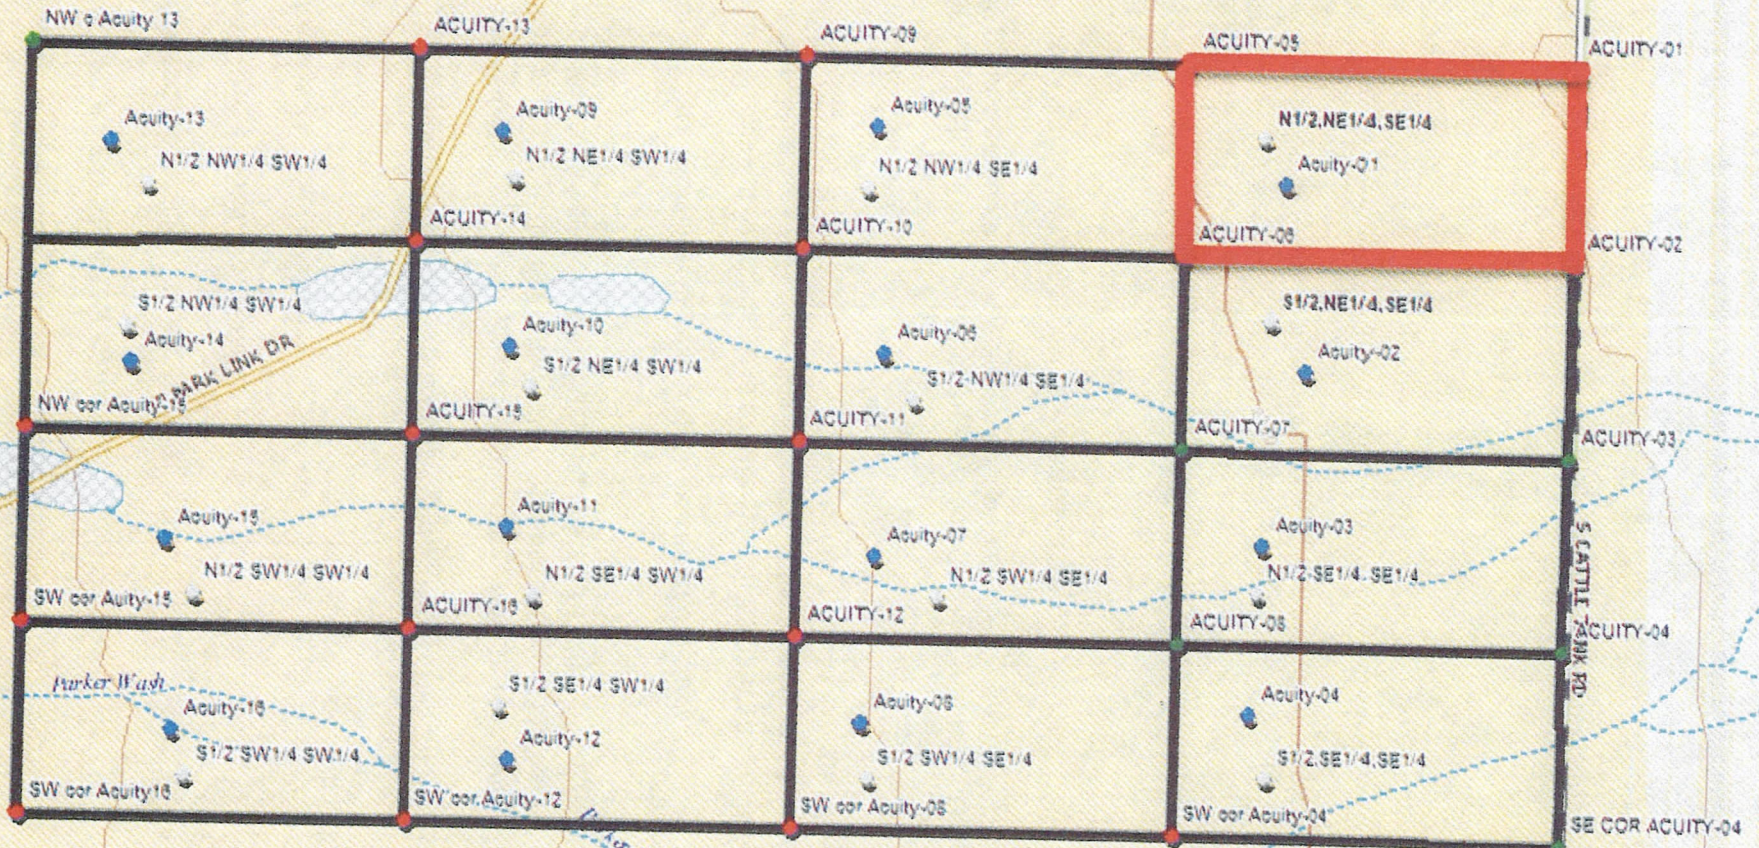 NW c Acuity 13
ACUITY-13
ACUITY-09
ACUITY-05
ACUITY-01
Acuity-13
N1/2 NW1/4 SW1/4
Acuity-09
N1/2 NE1/4 SW1/4
Acuity-05
N1/2 NW1/4 SE1/4
N1/2,NE1/4,SE1/4
Acuity-01
ACUITY-14
ACUITY-10
ACUITY-06
ACUITY-02
S1/2 NW1/4 SW1/4
Acuity-14
PARK LINK DR
Acuity-10
S1/2 NE1/4 SW1/4
Acuity-06
S1/2 NW1/4 SE1/4
S1/2,NE1/4,SE1/4
Acuity-02
NW cor Acuity-15
ACUITY-15
ACUITY-11
ACUITY-07
ACUITY-03
Acuity-15
N1/2 SW1/4 SW1/4
Acuity-11
N1/2 SE1/4 SW1/4
Acuity-07
N1/2 SW1/4 SE1/4
Acuity-03
N1/2-SE1/4,SE1/4
S CATTLE TANK RD
SW cor Auity-15
ACUITY-16
ACUITY-12
ACUITY-08
ACUITY-04
Parker Wash
Acuity-16
S1/2 SW1/4 SW1/4
S1/2 SE1/4 SW1/4
Acuity-12
Acuity-08
S1/2 SW1/4 SE1/4
Acuity-04
S1/2,SE1/4,SE1/4
SW cor Acuity16
SW cor.Acuity-12
SW cor Acuity-08
SW cor Acuity-04
SE COR ACUITY-04